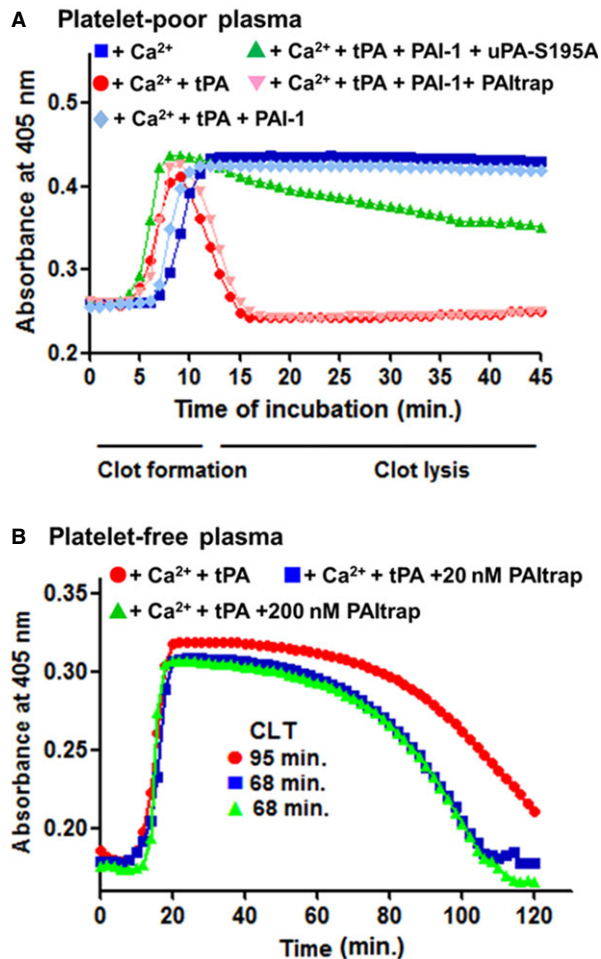 A Platelet-poor plasma
+ Ca²⁺
+ Ca²⁺ + tPA + PAI-1 + uPA-S195A
+ Ca²⁺ + tPA
+ Ca²⁺ + tPA + PAI-1+ PAItrap
+ Ca²⁺ + tPA + PAI-1
Absorbance at 405 nm
0.5
0.4
0.3
0.2
0 5 10 15 20 25 30 35 40 45
Time of incubation (min.)
Clot formation
Clot lysis
B Platelet-free plasma
+ Ca²⁺ + tPA
+ Ca²⁺ + tPA +20 nM PAItrap
+ Ca²⁺ + tPA +200 nM PAItrap
Absorbance at 405 nm
0.35
0.30
0.25
0.20
CLT
95 min.
68 min.
68 min.
0 20 40 60 80 100 120
Time (min.)